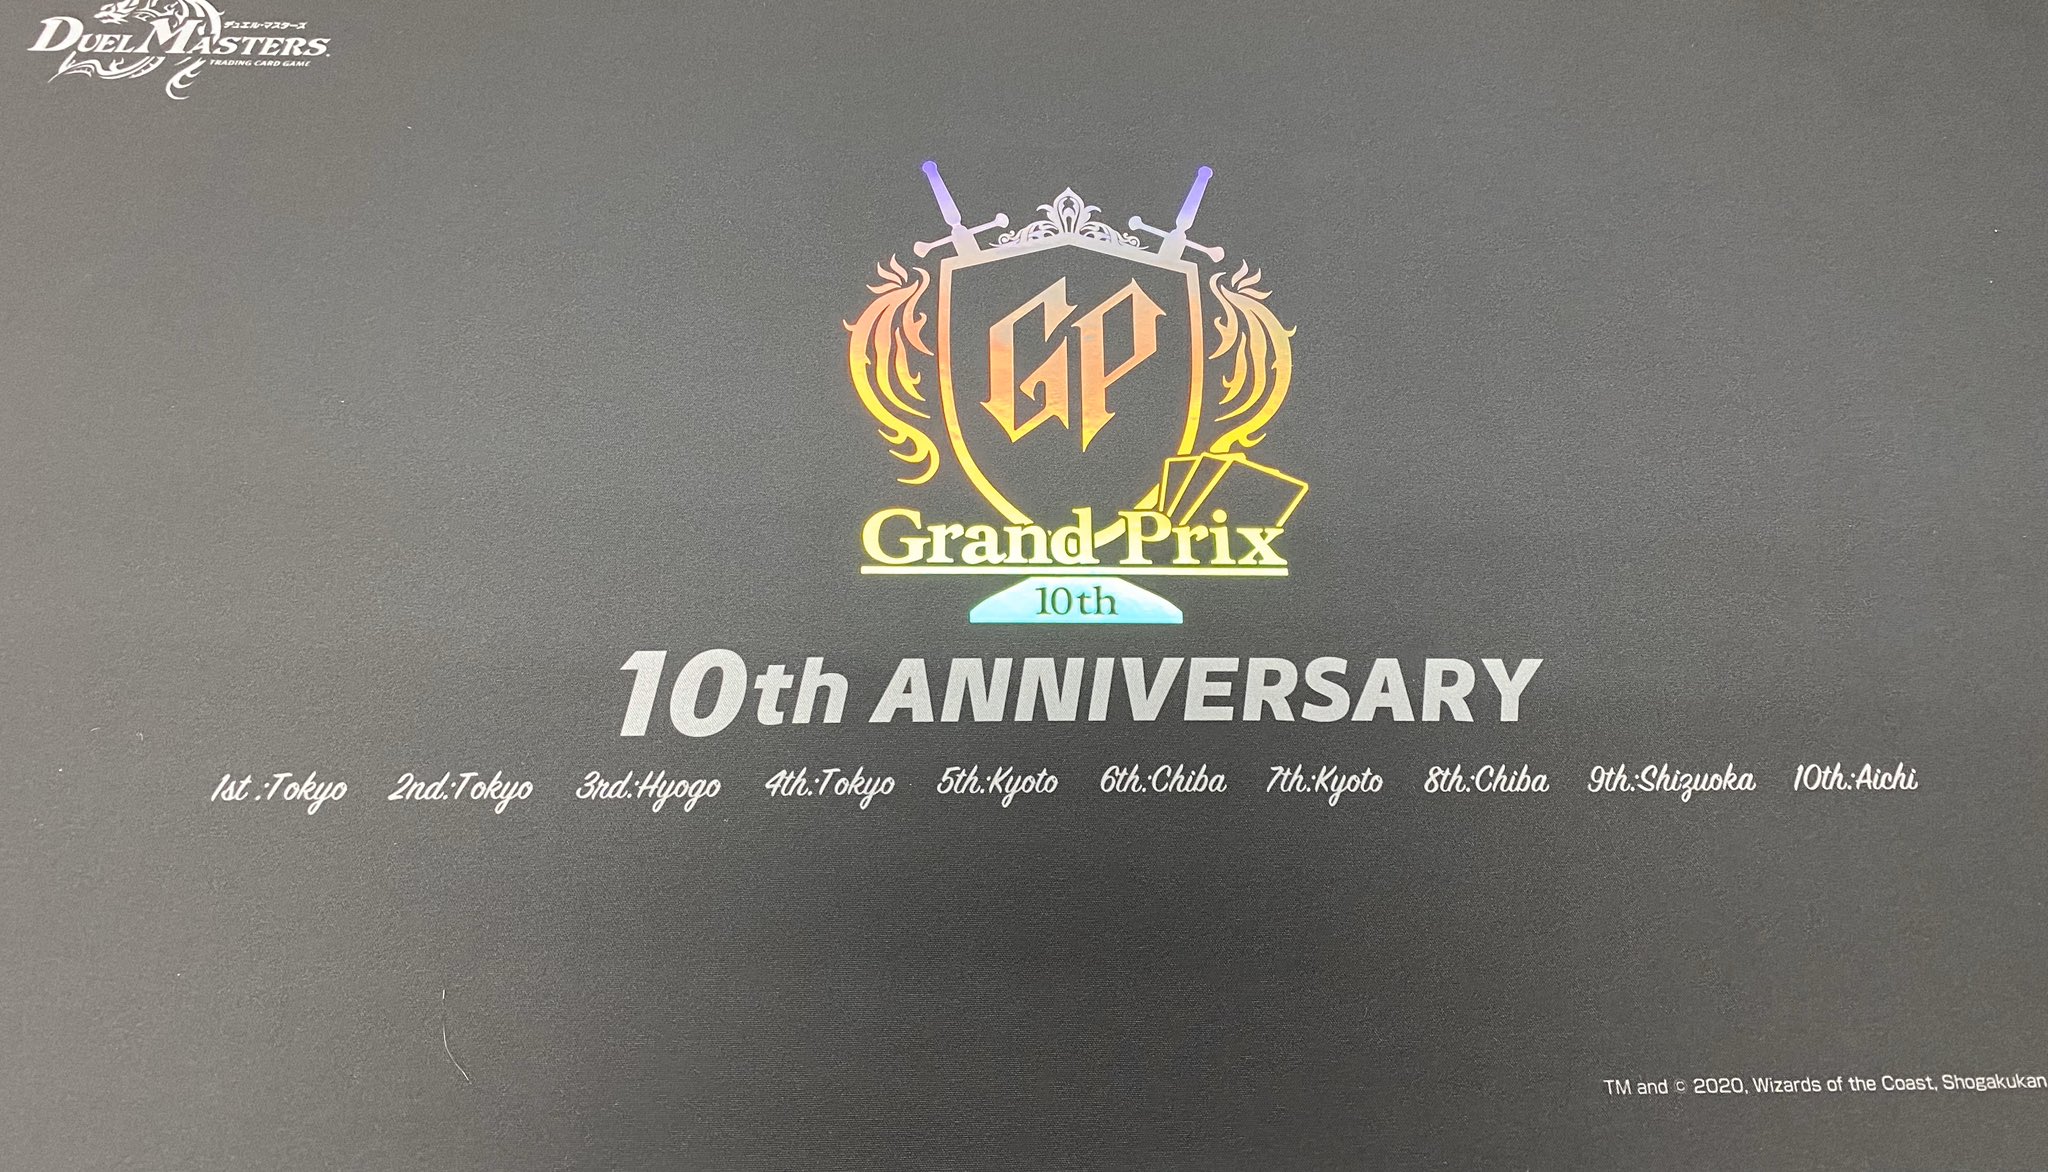 デュエル・マスターズ
DUEL MASTERS
TRADING CARD GAME
GP
Grand Prix
10th
10th ANNIVERSARY
1st.:Tokyo 2nd.:Tokyo 3rd.:Hyogo 4th.:Tokyo 5th.:Kyoto 6th.:Chiba 7th.:Kyoto 8th.:Chiba 9th.:Shizuoka 10th.:Aichi
TM and © 2020, Wizards of the Coast, Shogakukan